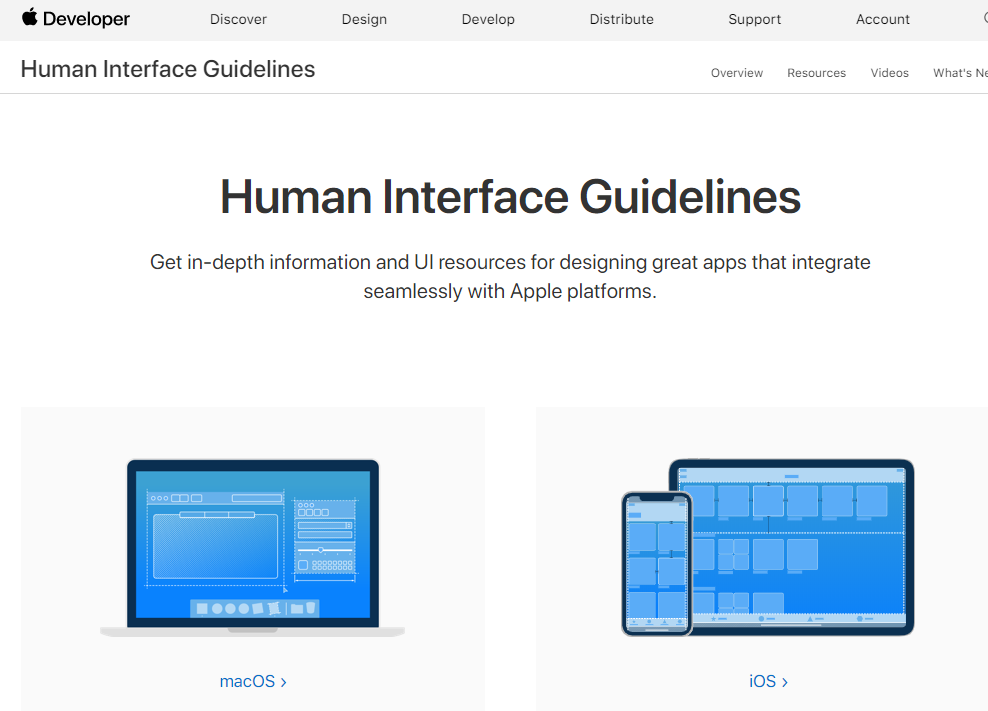 Developer Discover Design Develop Distribute Support Account
Human Interface Guidelines Overview Resources Videos What's Ne
Human Interface Guidelines
Get in-depth information and UI resources for designing great apps that integrate
seamlessly with Apple platforms.
macOS ›
iOS ›